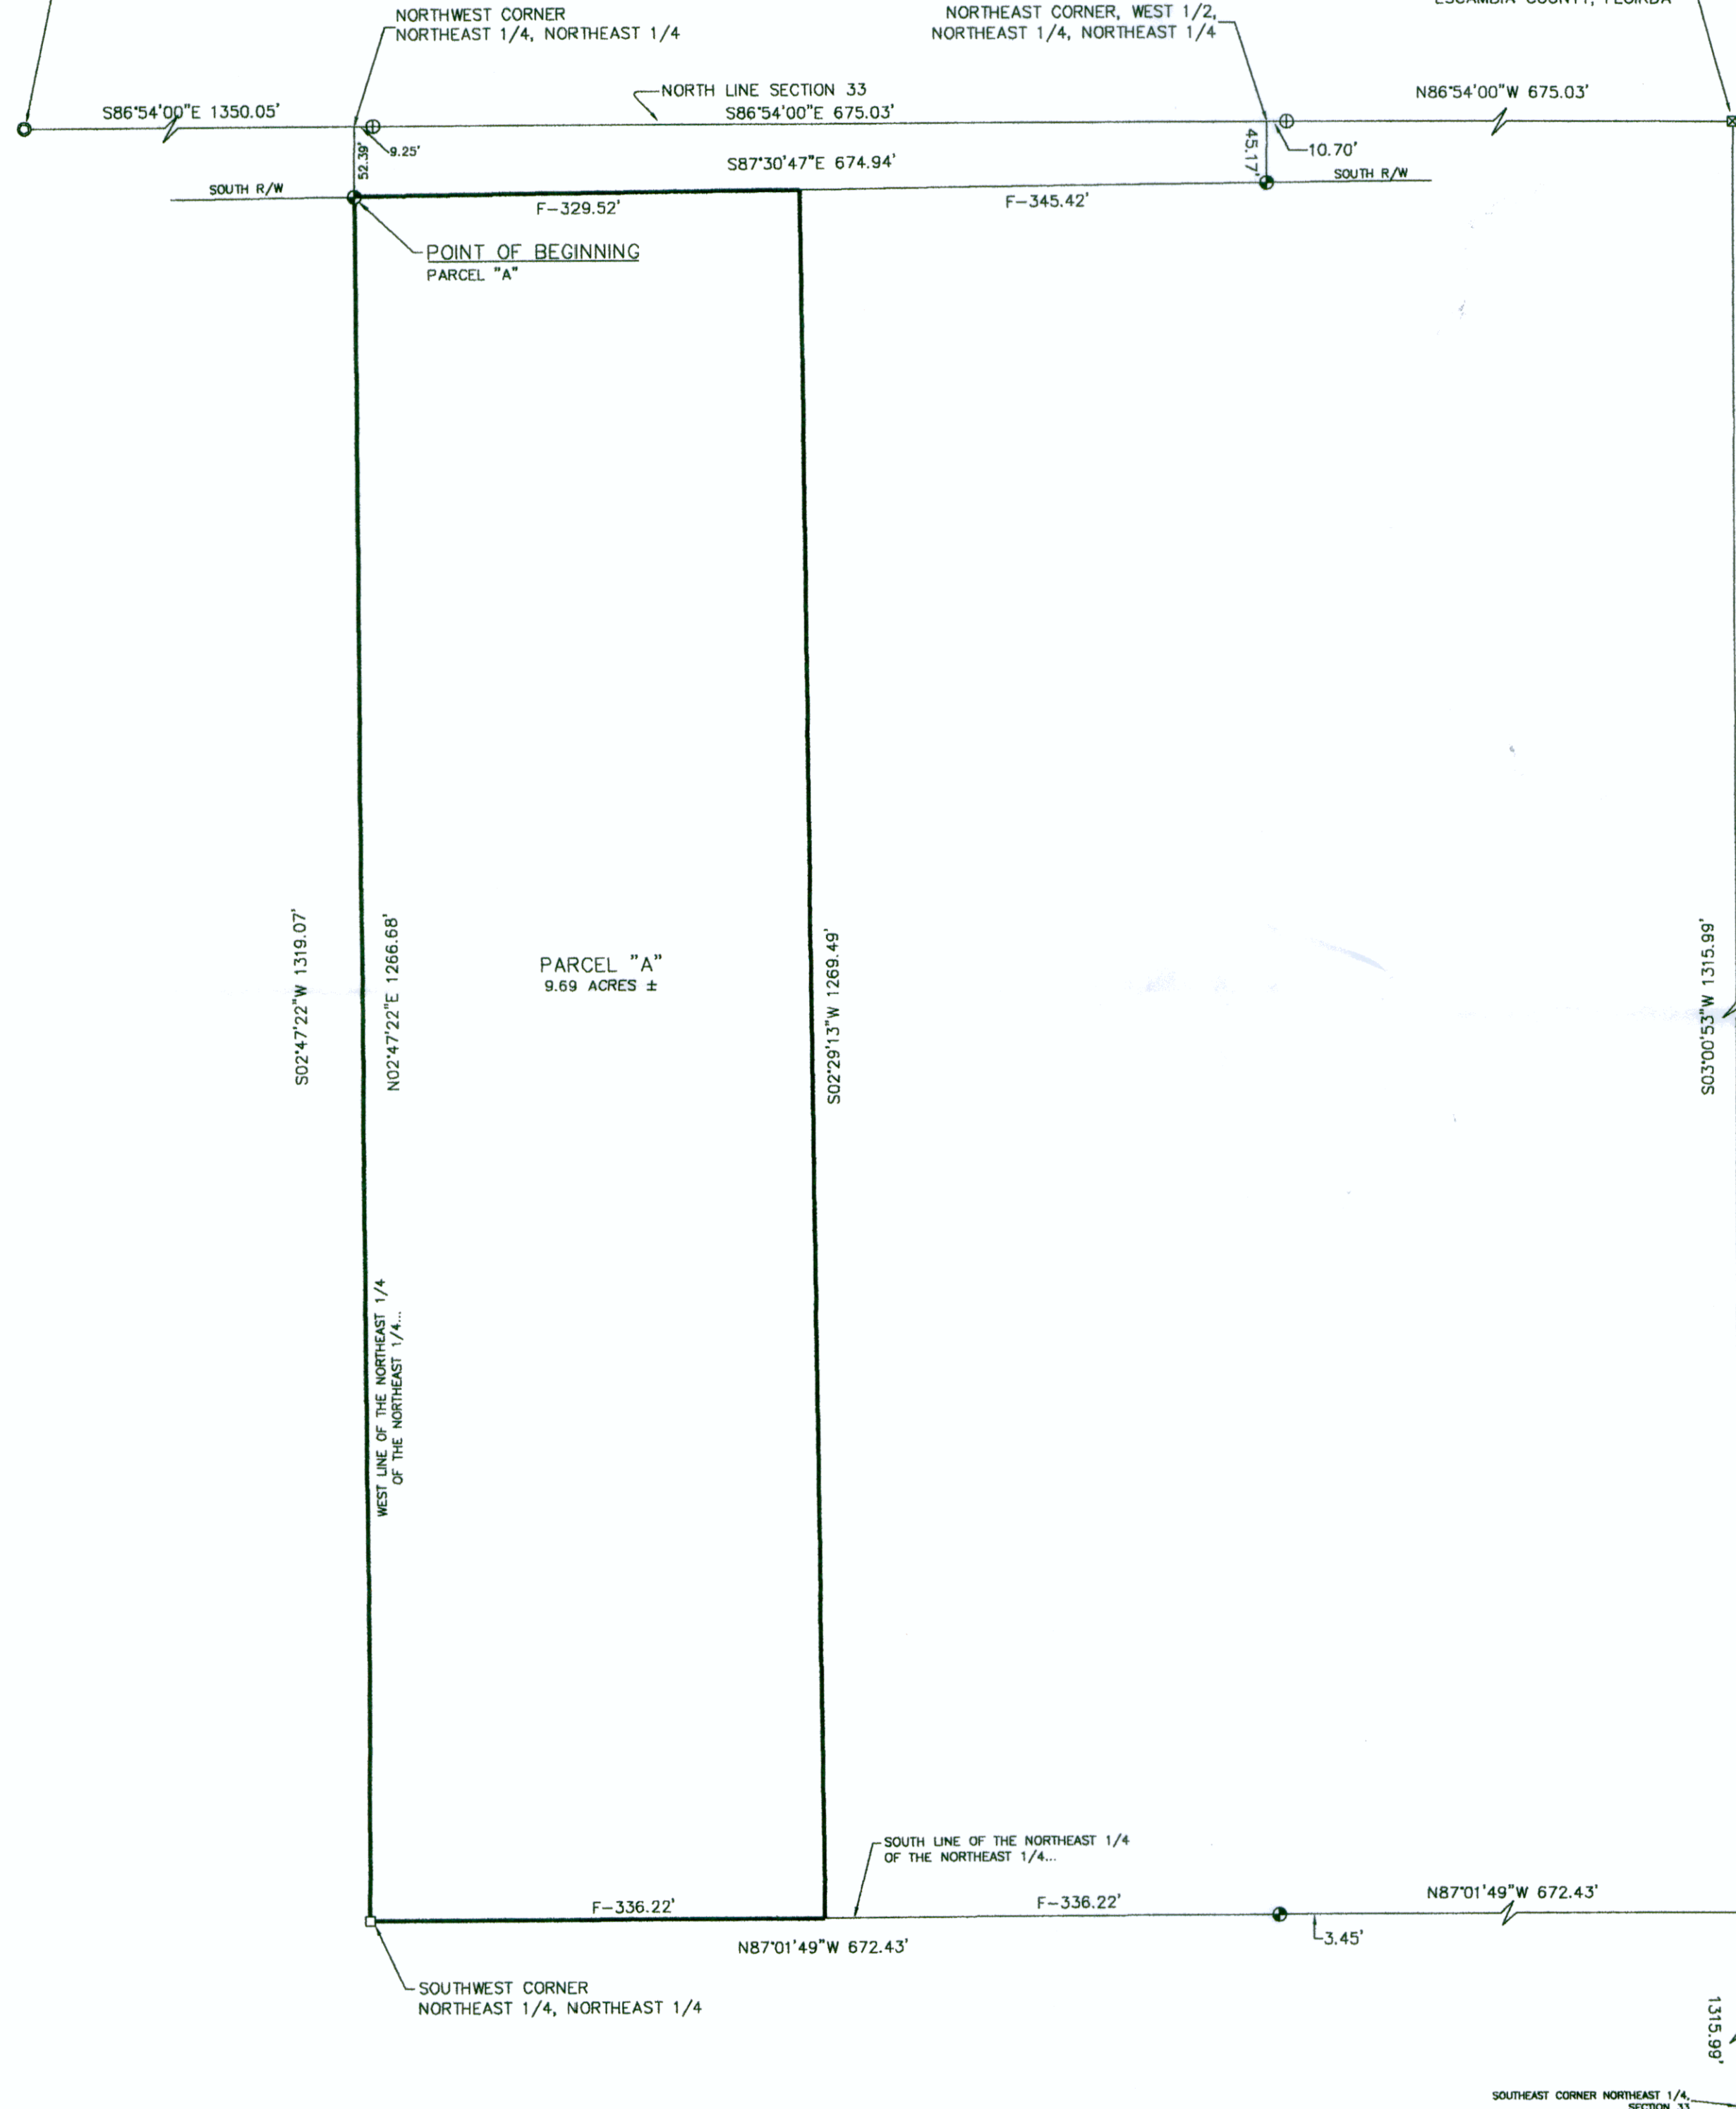 NORTHWEST CORNER
NORTHEAST 1/4, NORTHEAST 1/4
NORTHEAST CORNER, WEST 1/2,
NORTHEAST 1/4, NORTHEAST 1/4
S86°54'00"E 1350.05'
NORTH LINE SECTION 33
S86°54'00"E 675.03'
N86°54'00"W 675.03'
52.39'
9.25'
45.17'
10.70'
S87°30'47"E 674.94'
SOUTH R/W
SOUTH R/W
F-329.52'
F-345.42'
POINT OF BEGINNING
PARCEL "A"
S02°47'22"W 1319.07'
N02°47'22"E 1266.68'
PARCEL "A"
9.69 ACRES ±
S02°29'13"W 1269.49'
S03°00'53"W 1315.99'
WEST LINE OF THE NORTHEAST 1/4
OF THE NORTHEAST 1/4...
SOUTH LINE OF THE NORTHEAST 1/4
OF THE NORTHEAST 1/4...
F-336.22'
F-336.22'
N87°01'49"W 672.43'
3.45'
N87°01'49"W 672.43'
SOUTHWEST CORNER
NORTHEAST 1/4, NORTHEAST 1/4
1315.99'
SOUTHEAST CORNER NORTHEAST 1/4,
SECTION 33